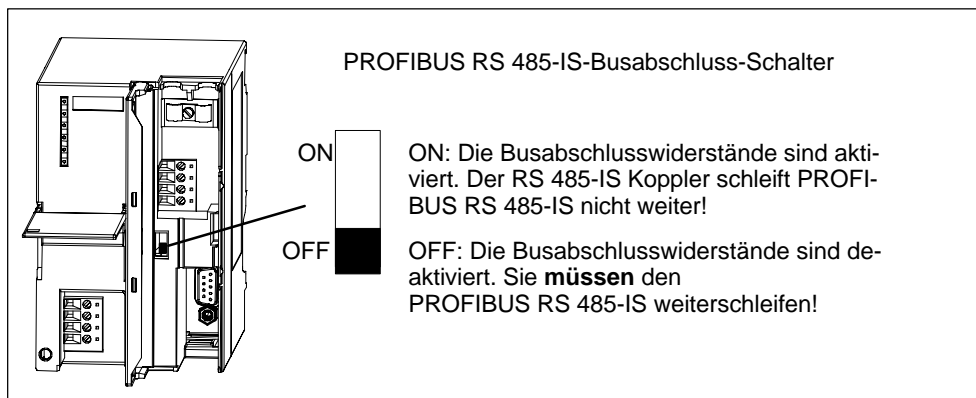 PROFIBUS RS 485-IS-Busabschluss-Schalter
ON
ON: Die Busabschlusswiderstände sind akti-
viert. Der RS 485-IS Koppler schleift PROFI-
BUS RS 485-IS nicht weiter!
OFF
OFF: Die Busabschlusswiderstände sind de-
aktiviert. Sie müssen den
PROFIBUS RS 485-IS weiterschleifen!